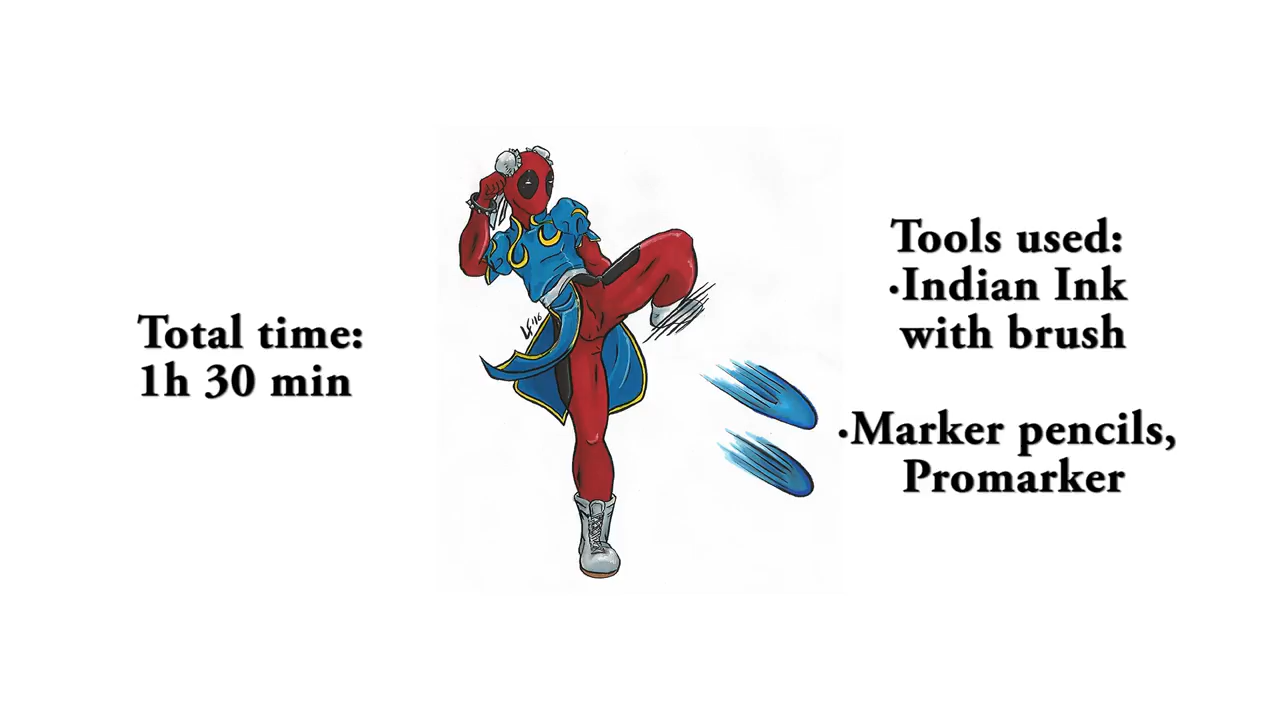 Total time:
1h 30 min
Tools used:
·Indian Ink
with brush
·Marker pencils,
Promarker